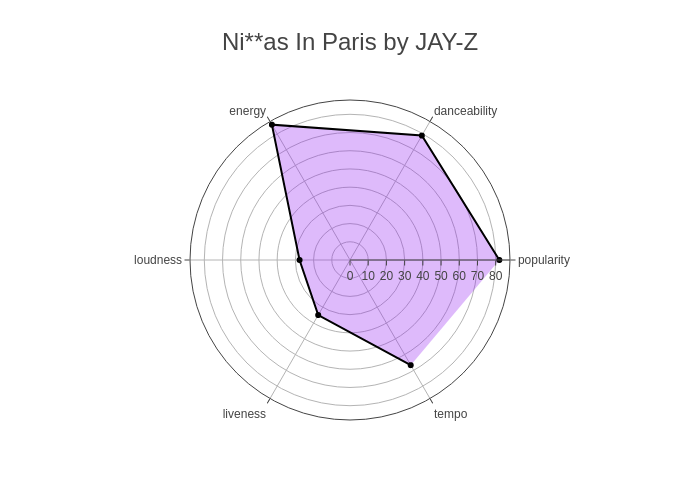 Ni**as In Paris by JAY-Z
energy
danceability
loudness
popularity
0 10 20 30 40 50 60 70 80
liveness
tempo